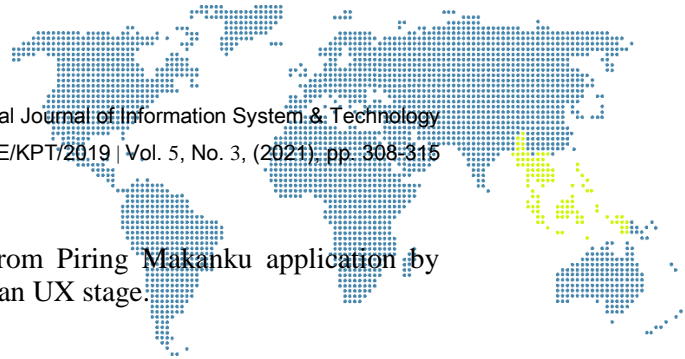 al Journal of Information System & Technology
E/KPT/2019 | Vol. 5, No. 3, (2021), pp. 308-315
rom Piring Makanku application by
an UX stage.